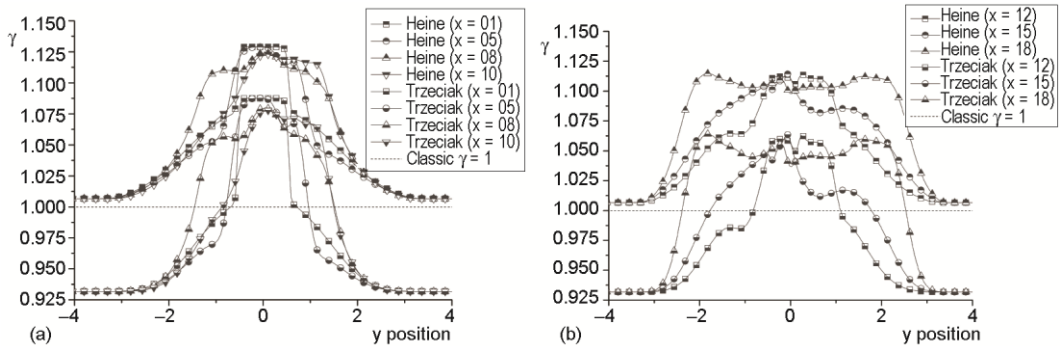 1.150
γ
1.125
1.100
1.075
1.050
1.025
1.000
0.975
0.950
0.925
−4
−2
0
2
4
y position
(a)
Heine (x = 01)
Heine (x = 05)
Heine (x = 08)
Heine (x = 10)
Trzeciak (x = 01)
Trzeciak (x = 05)
Trzeciak (x = 08)
Trzeciak (x = 10)
Classic γ = 1
1.150
γ
1.125
1.100
1.075
1.050
1.025
1.000
0.975
0.950
0.925
−4
−2
0
2
4
y position
(b)
Heine (x = 12)
Heine (x = 15)
Heine (x = 18)
Trzeciak (x = 12)
Trzeciak (x = 15)
Trzeciak (x = 18)
Classic γ = 1